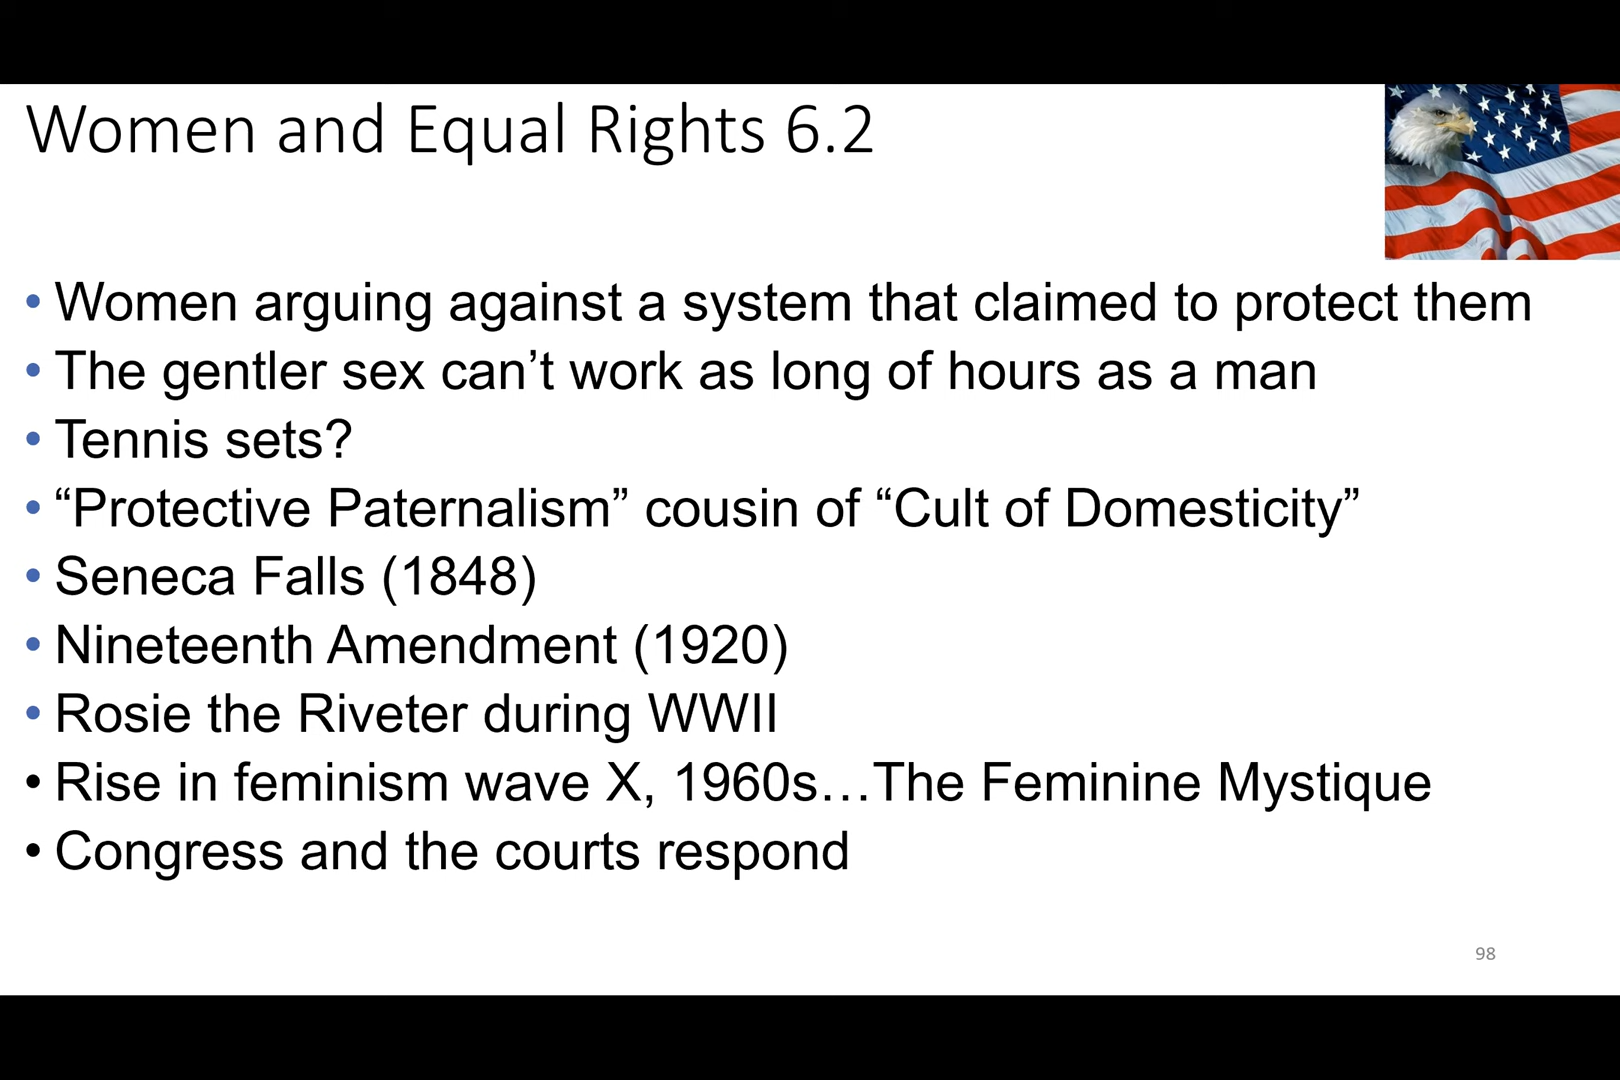 Women and Equal Rights 6.2
• Women arguing against a system that claimed to protect them
• The gentler sex can’t work as long of hours as a man
• Tennis sets?
• “Protective Paternalism” cousin of “Cult of Domesticity”
• Seneca Falls (1848)
• Nineteenth Amendment (1920)
• Rosie the Riveter during WWII
• Rise in feminism wave X, 1960s…The Feminine Mystique
• Congress and the courts respond
98